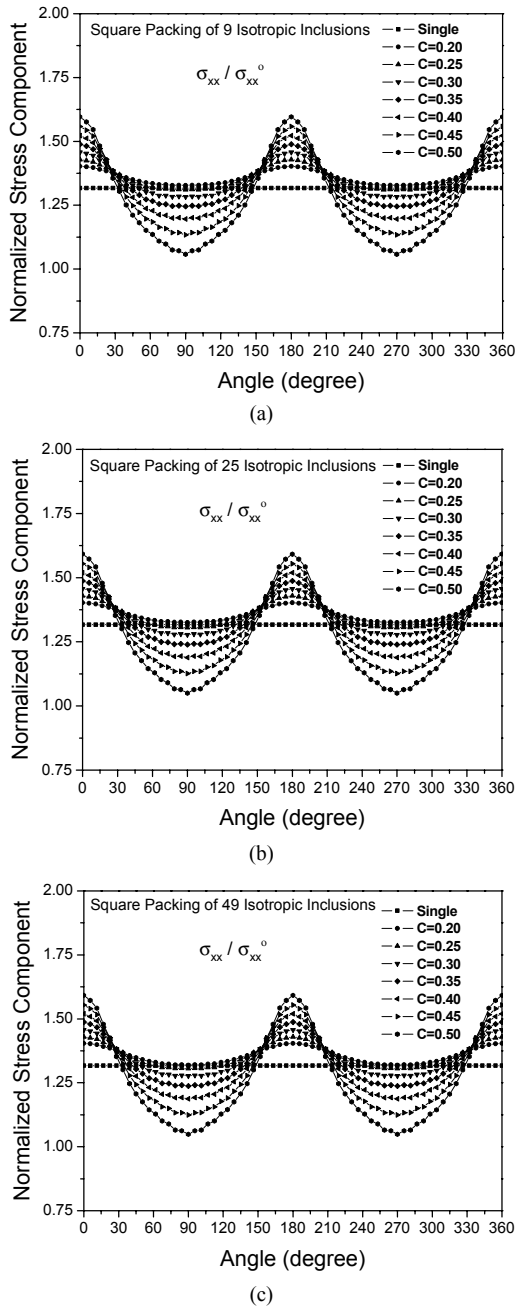 2.00
Square Packing of 9 Isotropic Inclusions
σxx / σxx°
Single
C=0.20
C=0.25
C=0.30
C=0.35
C=0.40
C=0.45
C=0.50
1.75
1.50
1.25
1.00
0.75
Normalized Stress Component
0 30 60 90 120 150 180 210 240 270 300 330 360
Angle (degree)
(a)
2.00
Square Packing of 25 Isotropic Inclusions
σxx / σxx°
Single
C=0.20
C=0.25
C=0.30
C=0.35
C=0.40
C=0.45
C=0.50
1.75
1.50
1.25
1.00
0.75
Normalized Stress Component
0 30 60 90 120 150 180 210 240 270 300 330 360
Angle (degree)
(b)
2.00
Square Packing of 49 Isotropic Inclusions
σxx / σxx°
Single
C=0.20
C=0.25
C=0.30
C=0.35
C=0.40
C=0.45
C=0.50
1.75
1.50
1.25
1.00
0.75
Normalized Stress Component
0 30 60 90 120 150 180 210 240 270 300 330 360
Angle (degree)
(c)